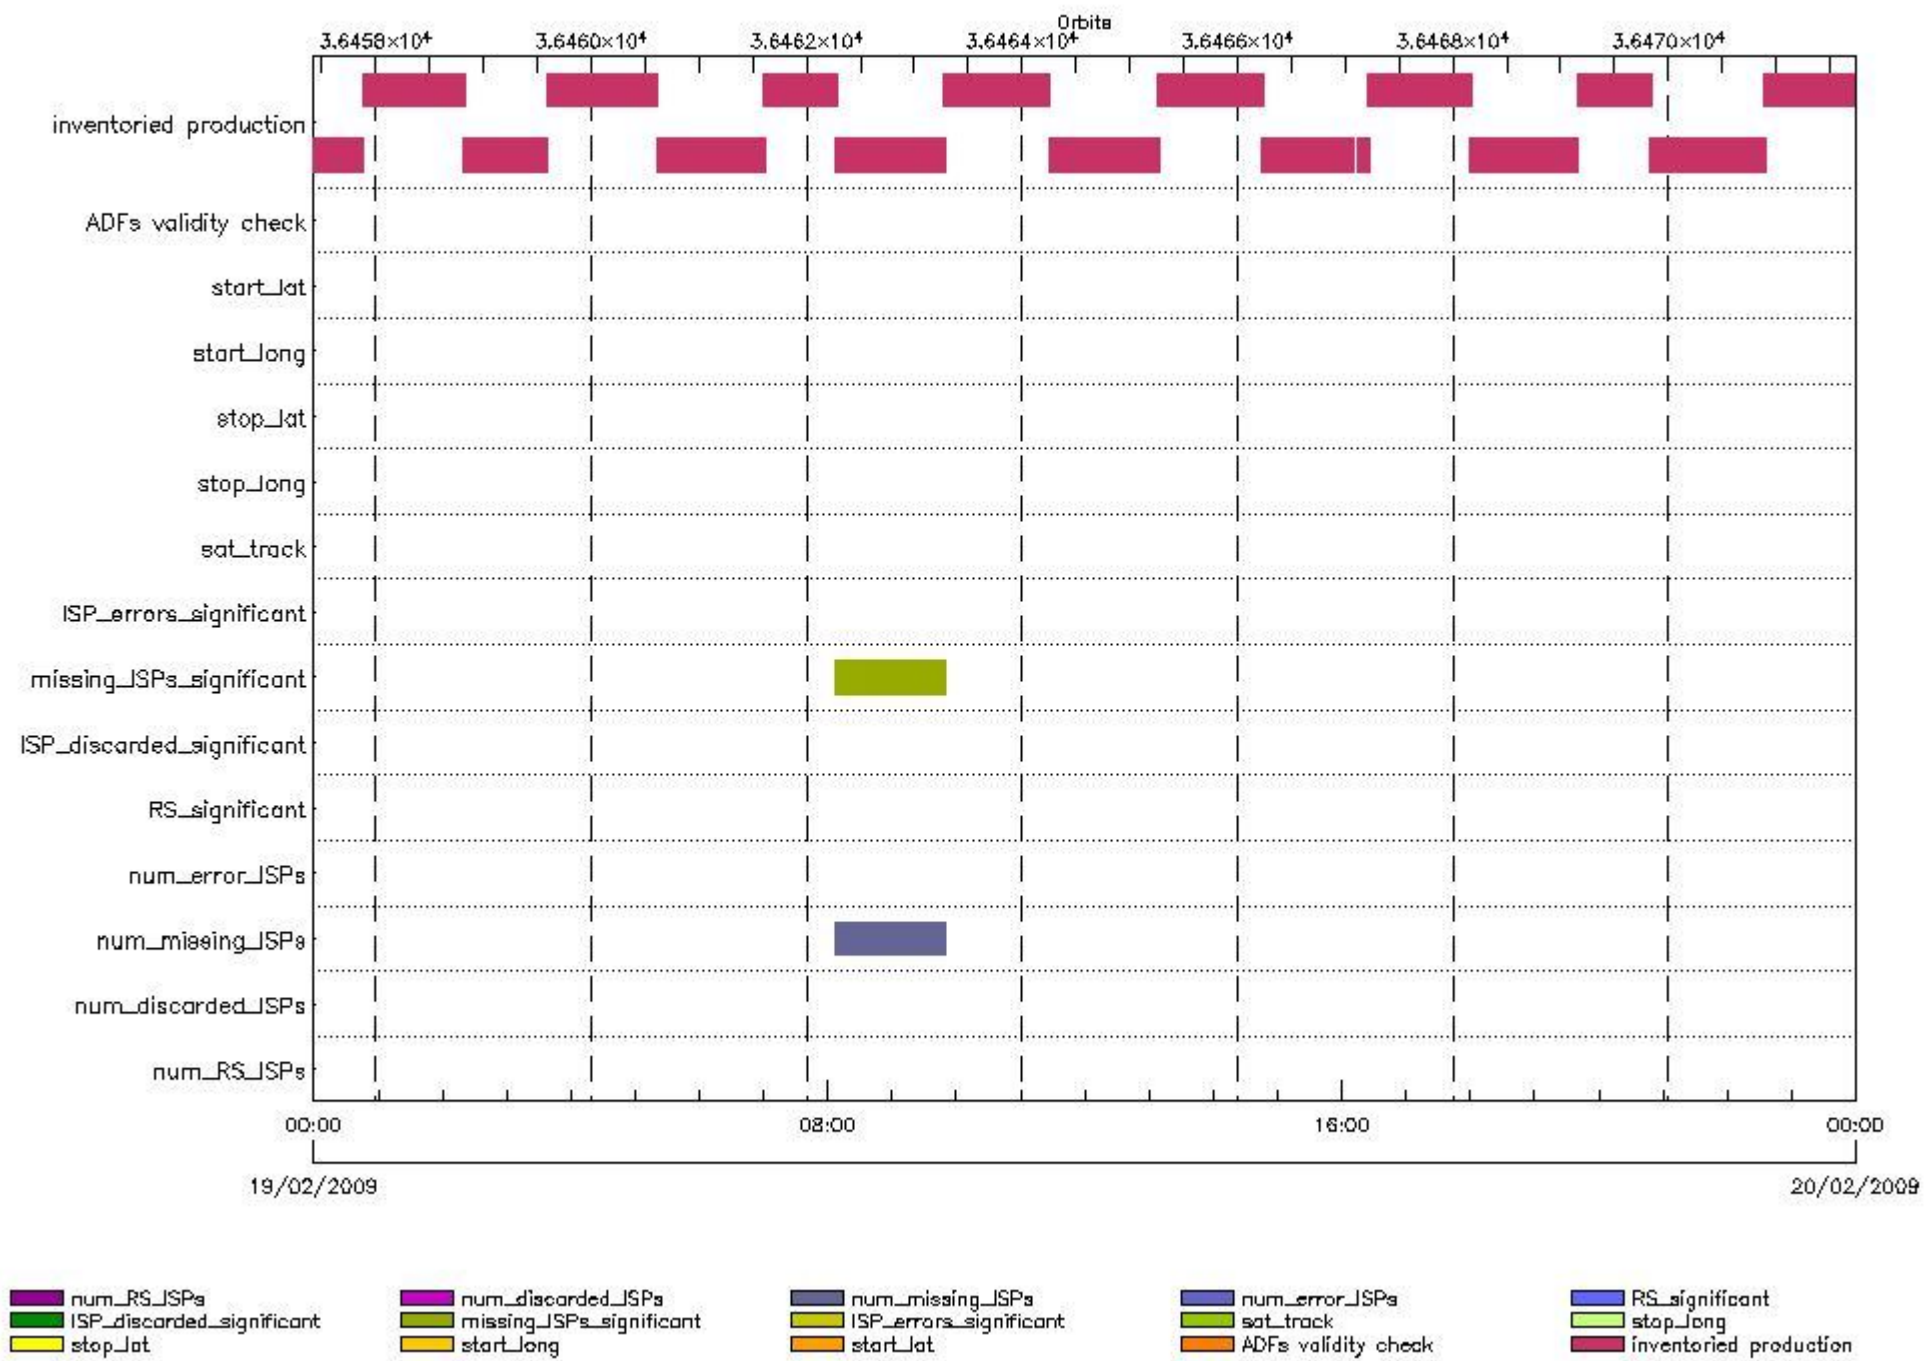 Orbits
3.6458×10⁴ 3.6460×10⁴ 3.6462×10⁴ 3.6464×10⁴ 3.6466×10⁴ 3.6468×10⁴ 3.6470×10⁴
inventoried production
ADFs validity check
start_lat
start_long
stop_lat
stop_long
sat_track
ISP_errors_significant
missing_ISPs_significant
ISP_discarded_significant
RS_significant
num_error_ISPs
num_missing_ISPs
num_discarded_ISPs
num_RS_ISPs
00:00 08:00 16:00 00:00
19/02/2009 20/02/2009
num_RS_ISPs num_discarded_ISPs num_missing_ISPs num_error_ISPs RS_significant
ISP_discarded_significant missing_ISPs_significant ISP_errors_significant sat_track stop_long
stop_lat start_long start_lat ADFs validity check inventoried production